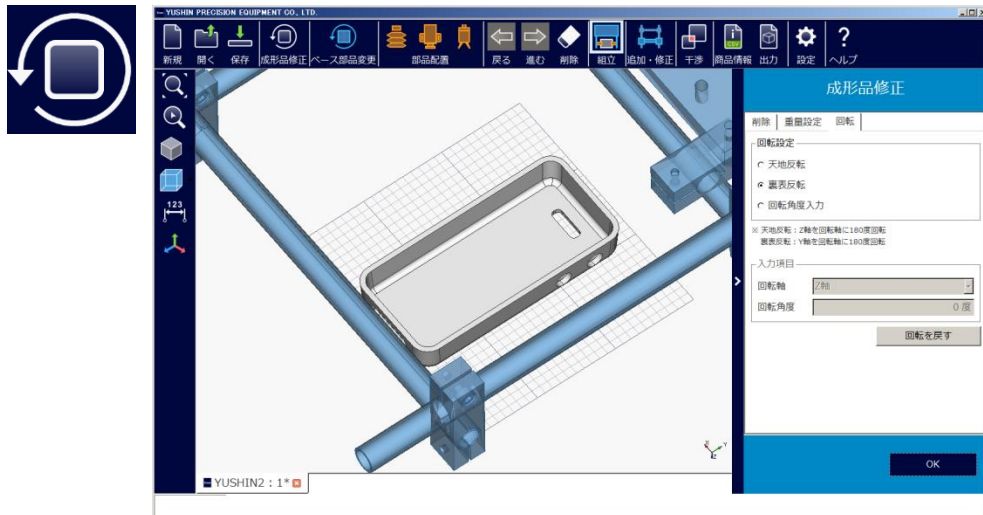 YUSHIN PRECISION EQUIPMENT CO., LTD.
新規 開く 保存 成形品修正 ベース部品変更 部品配置 戻る 進む 削除 組立 追加・修正 干渉 商品情報 出力 設定 ヘルプ
CSV
123
成形品修正
削除 重量設定 回転
回転設定
天地反転
裏表反転
回転角度入力
※ 天地反転：Z軸を回転軸に180度回転
裏表反転：Y軸を回転軸に180度回転
入力項目
回転軸 Z軸
回転角度 0 度
回転を戻す
OK
YUSHIN2 : 1*